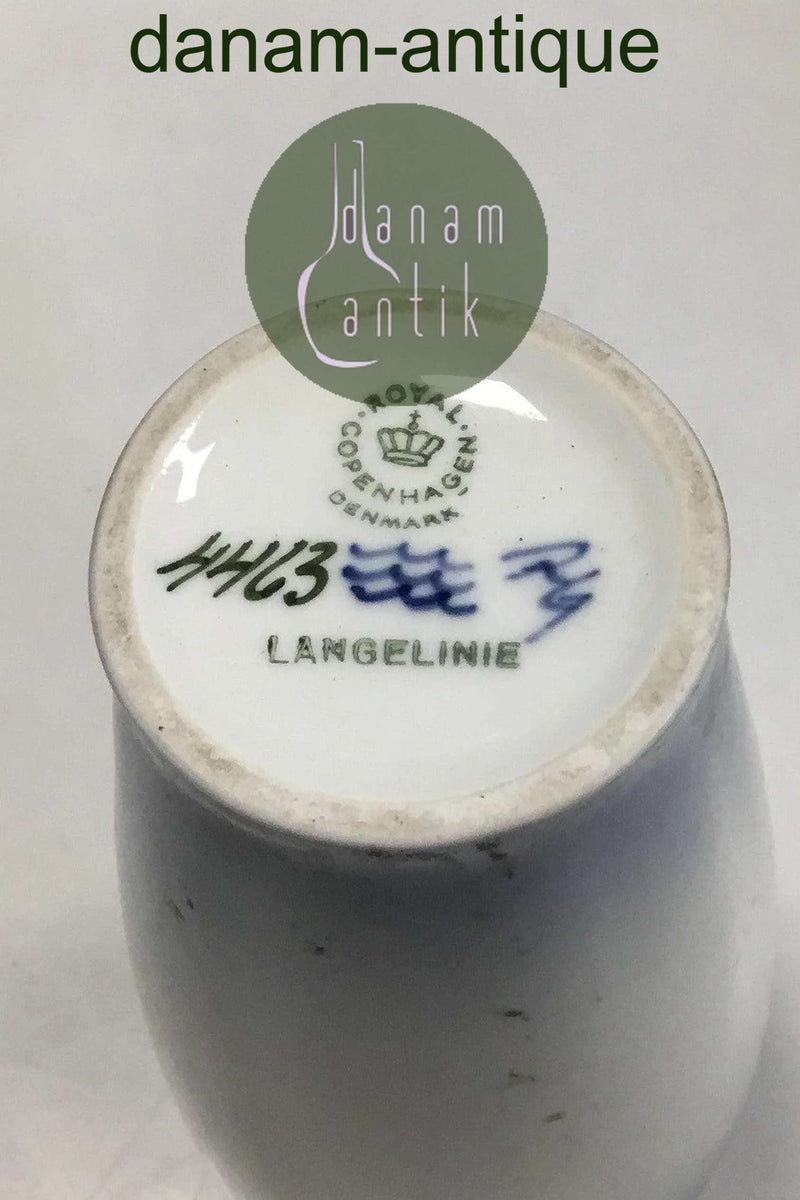 danam-antique
danam
antik
ROYAL
COPENHAGEN
DENMARK
4463
LANGELINIE